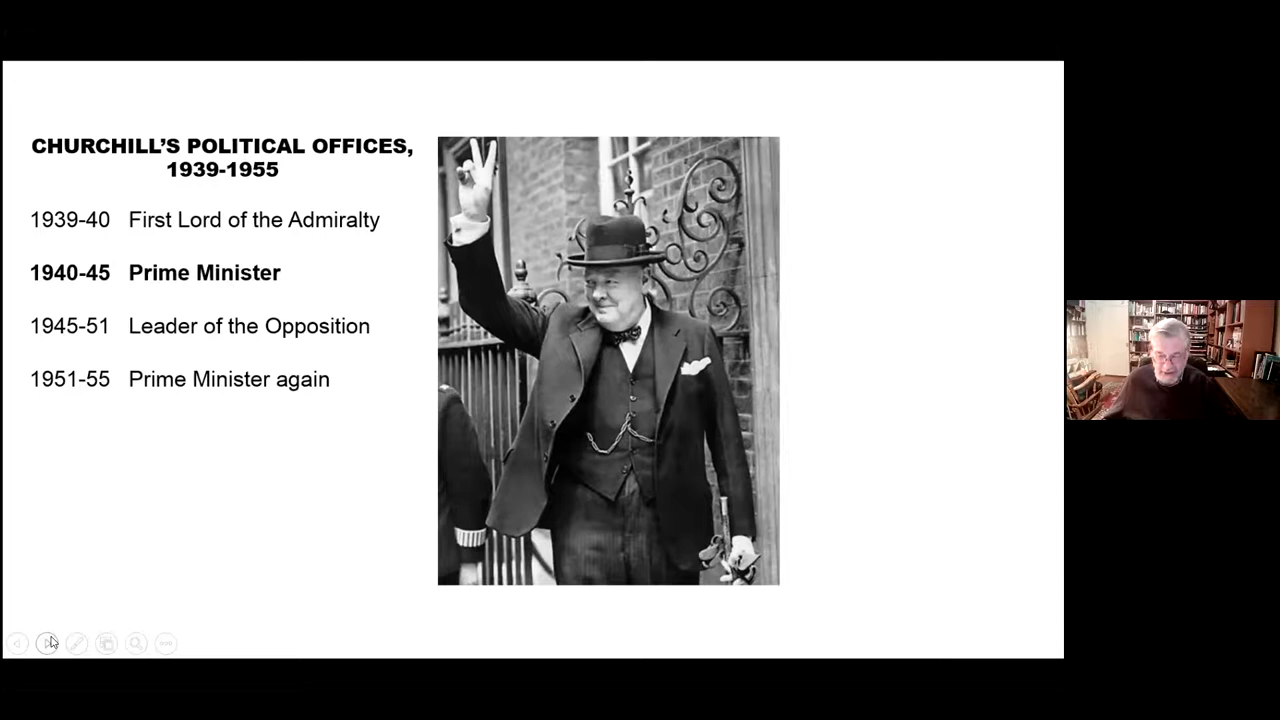 CHURCHILL’S POLITICAL OFFICES,
1939-1955
1939-40 First Lord of the Admiralty
1940-45 Prime Minister
1945-51 Leader of the Opposition
1951-55 Prime Minister again